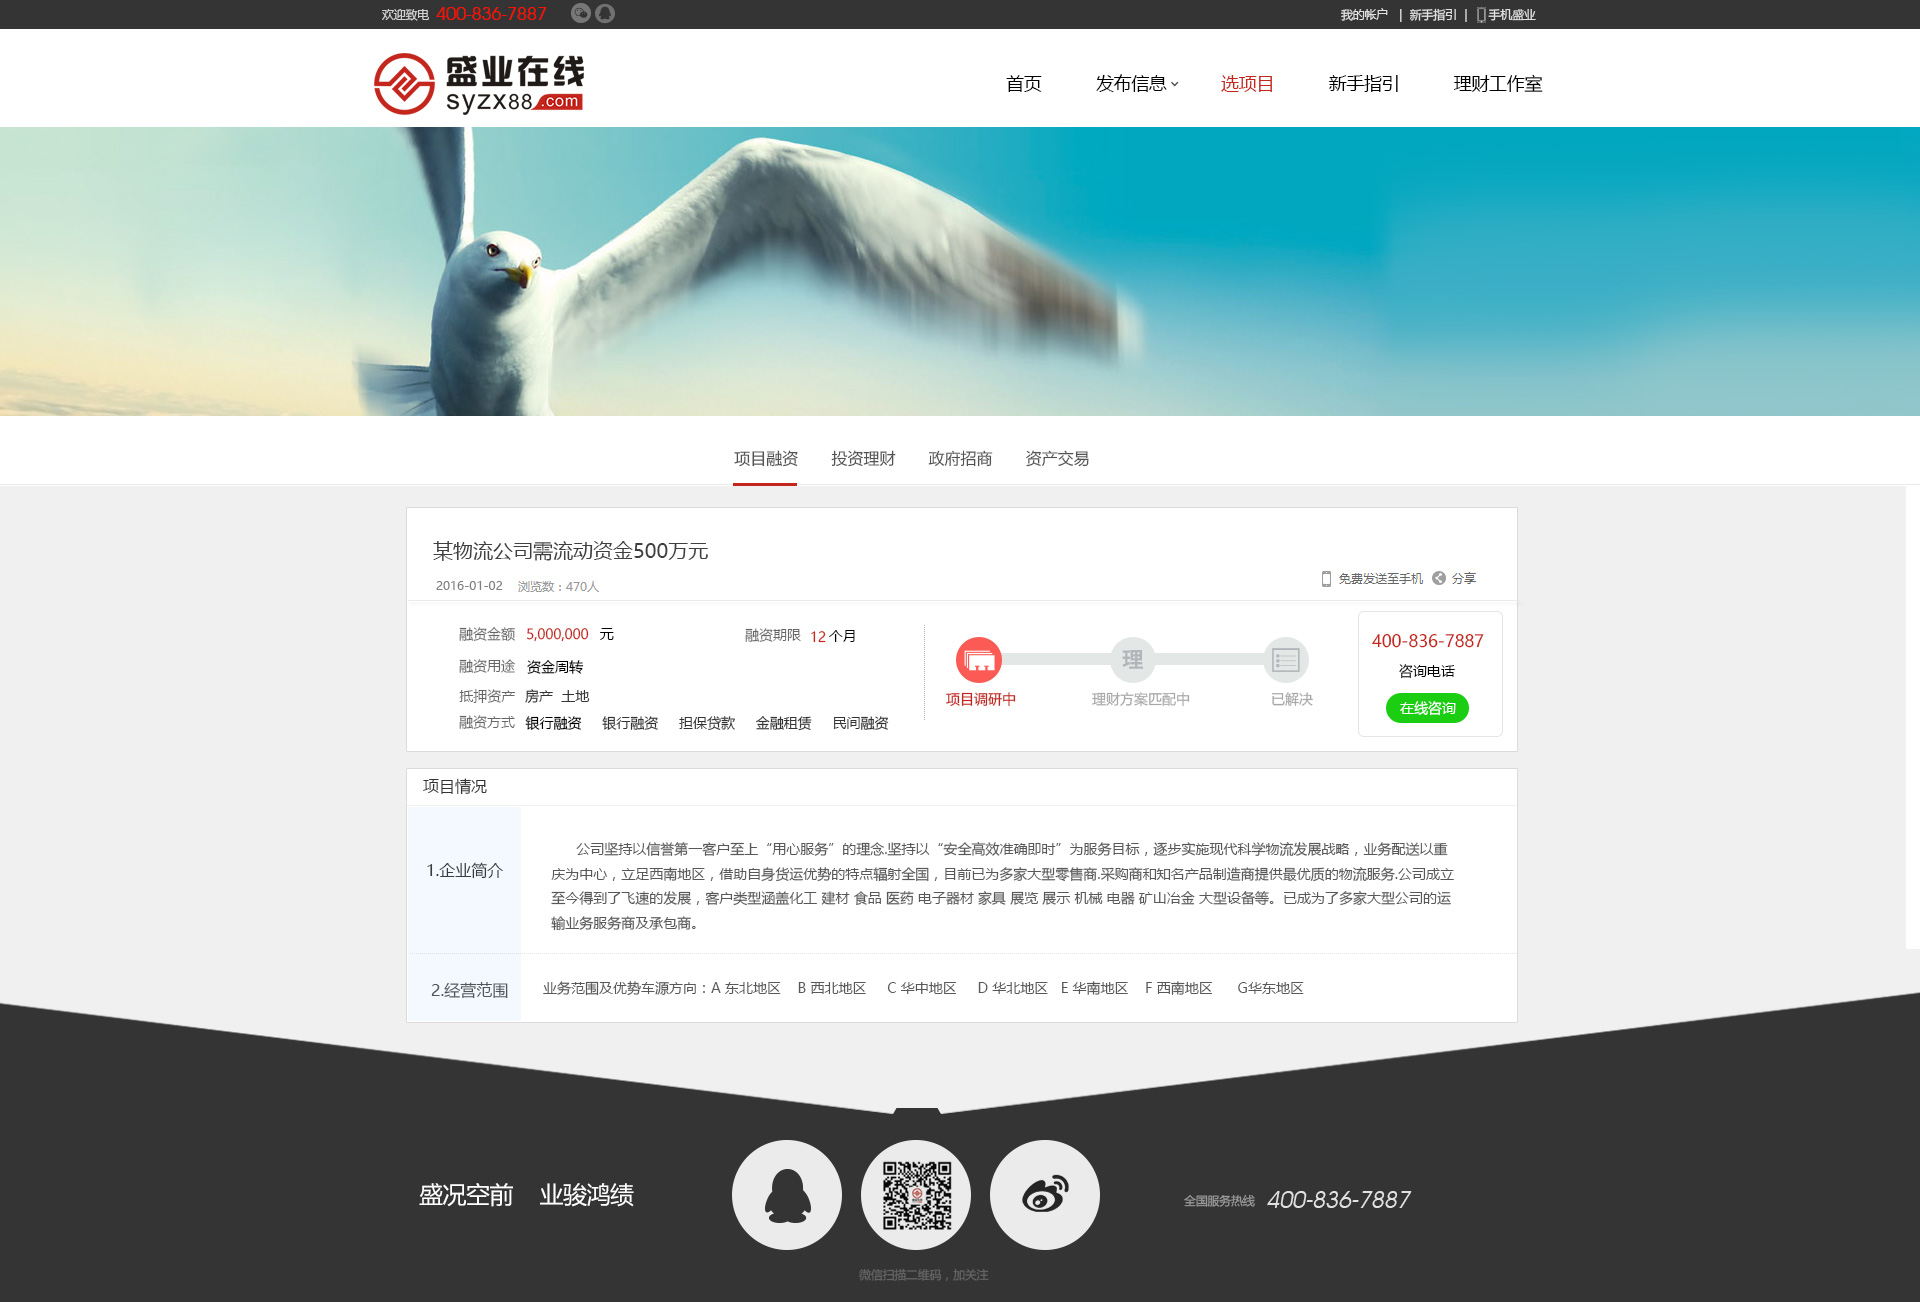 欢迎致电 400-836-7887
我的帐户 | 新手指引 | 手机盛业
盛业在线
syzx88.com
首页 发布信息 选项目 新手指引 理财工作室
项目融资 投资理财 政府招商 资产交易
某物流公司需流动资金500万元
2016-01-02 浏览数：470人
免费发送至手机 分享
融资金额 5,000,000 元 融资期限 12 个月
融资用途 资金周转
抵押资产 房产 土地
融资方式 银行融资 银行融资 担保贷款 金融租赁 民间融资
理
项目调研中 理财方案匹配中 已解决
400-836-7887
咨询电话
在线咨询
项目情况
1.企业简介
公司坚持以信誉第一客户至上“用心服务”的理念.坚持以“安全高效准确即时”为服务目标，逐步实施现代科学物流发展战略，业务配送以重
庆为中心，立足西南地区，借助自身货运优势的特点辐射全国，目前已为多家大型零售商.采购商和知名产品制造商提供最优质的物流服务.公司成立
至今得到了飞速的发展，客户类型涵盖化工 建材 食品 医药 电子器材 家具 展览 展示 机械 电器 矿山冶金 大型设备等。已成为了多家大型公司的运
输业务服务商及承包商。
2.经营范围
业务范围及优势车源方向：A 东北地区 B 西北地区 C 华中地区 D 华北地区 E 华南地区 F 西南地区 G华东地区
盛况空前 业骏鸿绩
全国服务热线 400-836-7887
微信扫描二维码，加关注